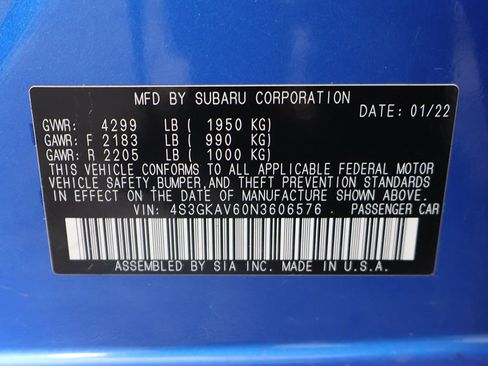 MFD BY SUBARU CORPORATION
DATE: 01/22
GVWR: 4299 LB ( 1950 KG)
GAWR: F 2183 LB ( 990 KG)
GAWR: R 2205 LB ( 1000 KG)
THIS VEHICLE CONFORMS TO ALL APPLICABLE FEDERAL MOTOR
VEHICLE SAFETY,BUMPER,AND THEFT PREVENTION STANDARDS
IN EFFECT ON THE DATE OF MANUFACTURE SHOWN ABOVE.
VIN: 4S3GKAV60N3606576 PASSENGER CAR
ASSEMBLED BY SIA INC. MADE IN U.S.A.